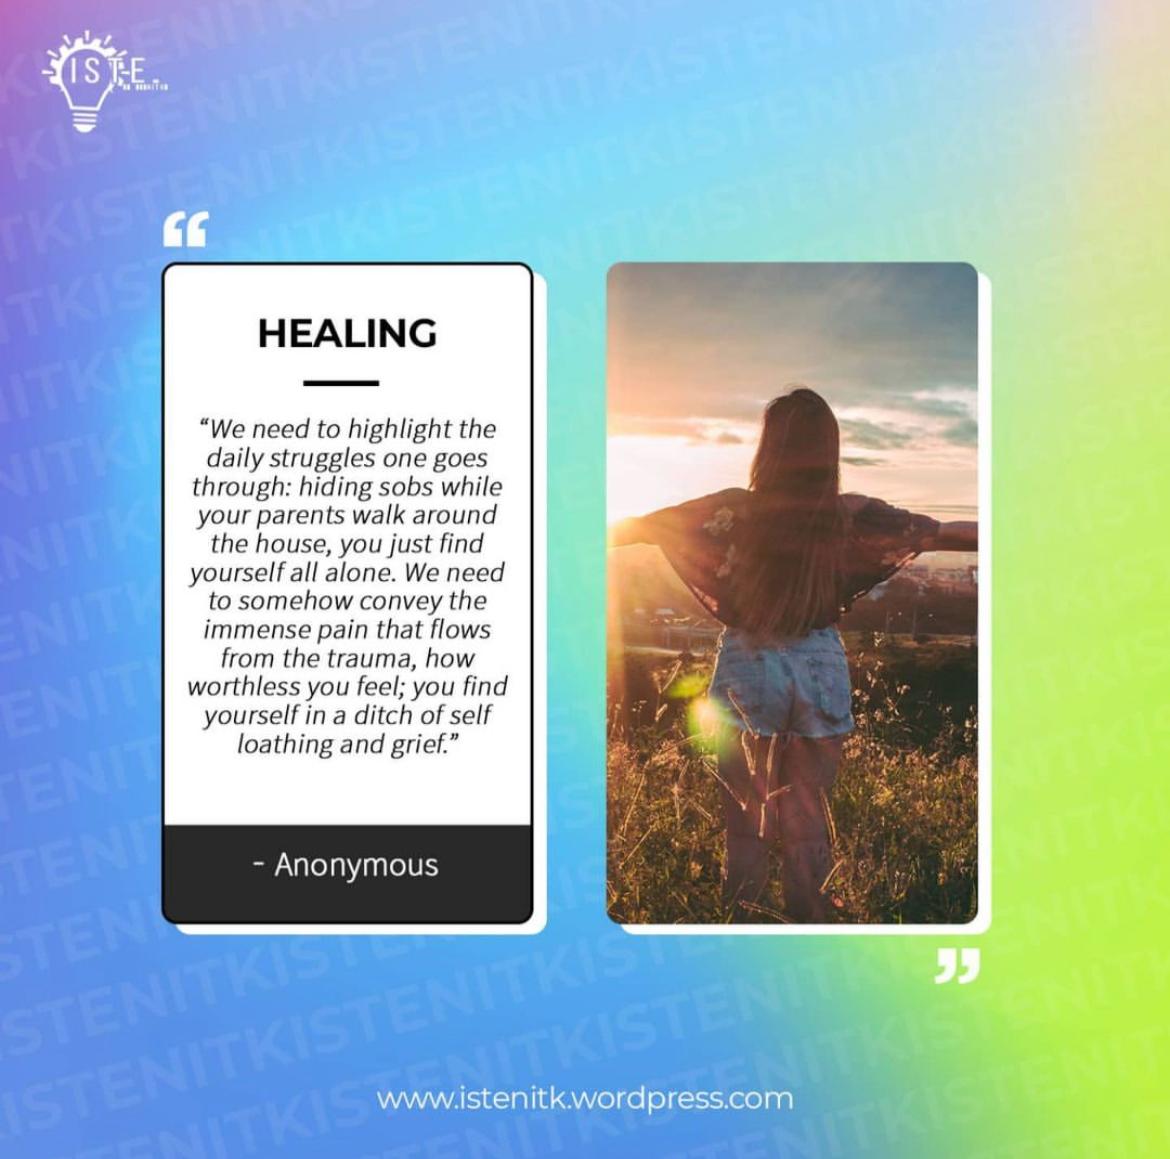 ISTE
“
HEALING
“We need to highlight the
daily struggles one goes
through: hiding sobs while
your parents walk around
the house, you just find
yourself all alone. We need
to somehow convey the
immense pain that flows
from the trauma, how
worthless you feel; you find
yourself in a ditch of self
loathing and grief.”
- Anonymous
”
www.istenitk.wordpress.com